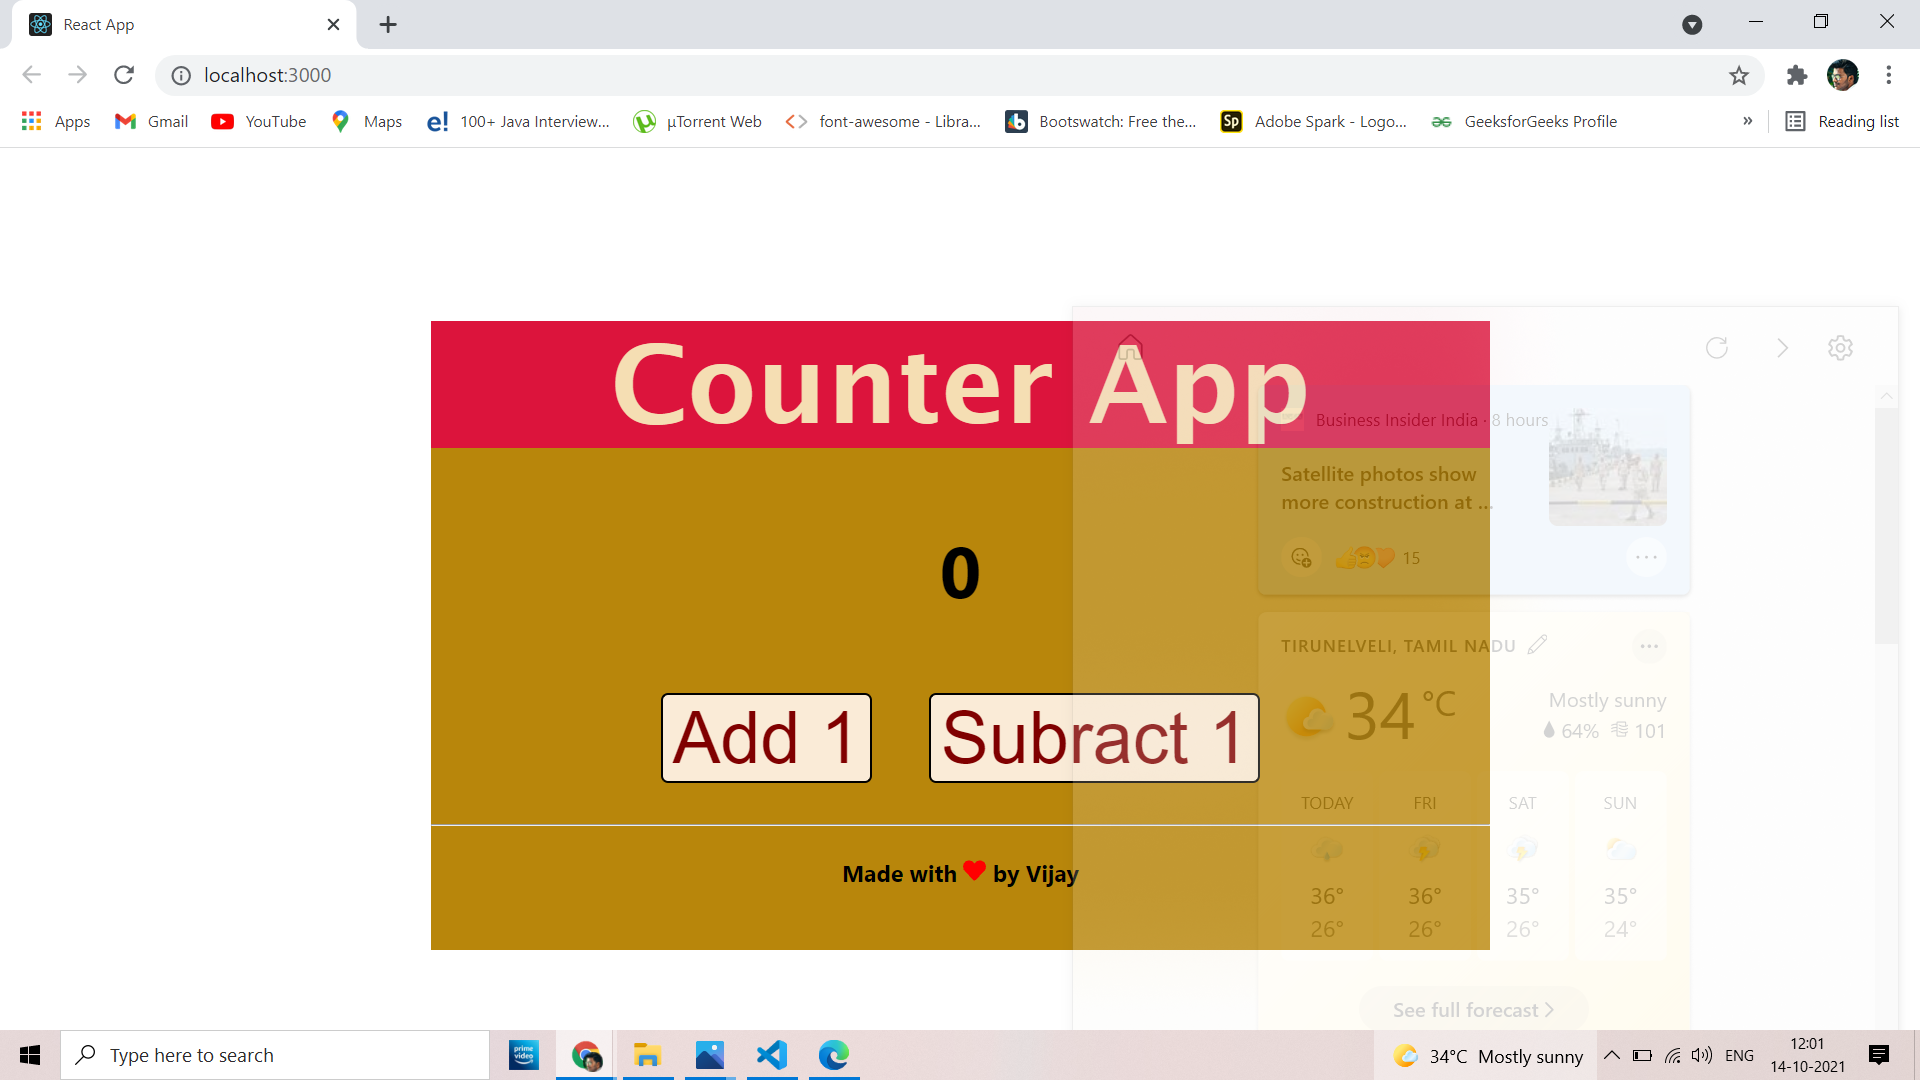 React App
localhost:3000
Apps Gmail YouTube Maps e! 100+ Java Interview... µTorrent Web font-awesome - Libra... Bootswatch: Free the... Sp Adobe Spark - Logo... GeeksforGeeks Profile » Reading list
Counter App
Business Insider India · 8 hours
Satellite photos show
more construction at ...
15
0
TIRUNELVELI, TAMIL NADU
34 °C
Mostly sunny
64% 101
Add 1 Subract 1
TODAY FRI SAT SUN
36° 36° 35° 35°
26° 26° 26° 24°
Made with ❤ by Vijay
See full forecast
Type here to search
prime video
34°C Mostly sunny
ENG
12:01
14-10-2021